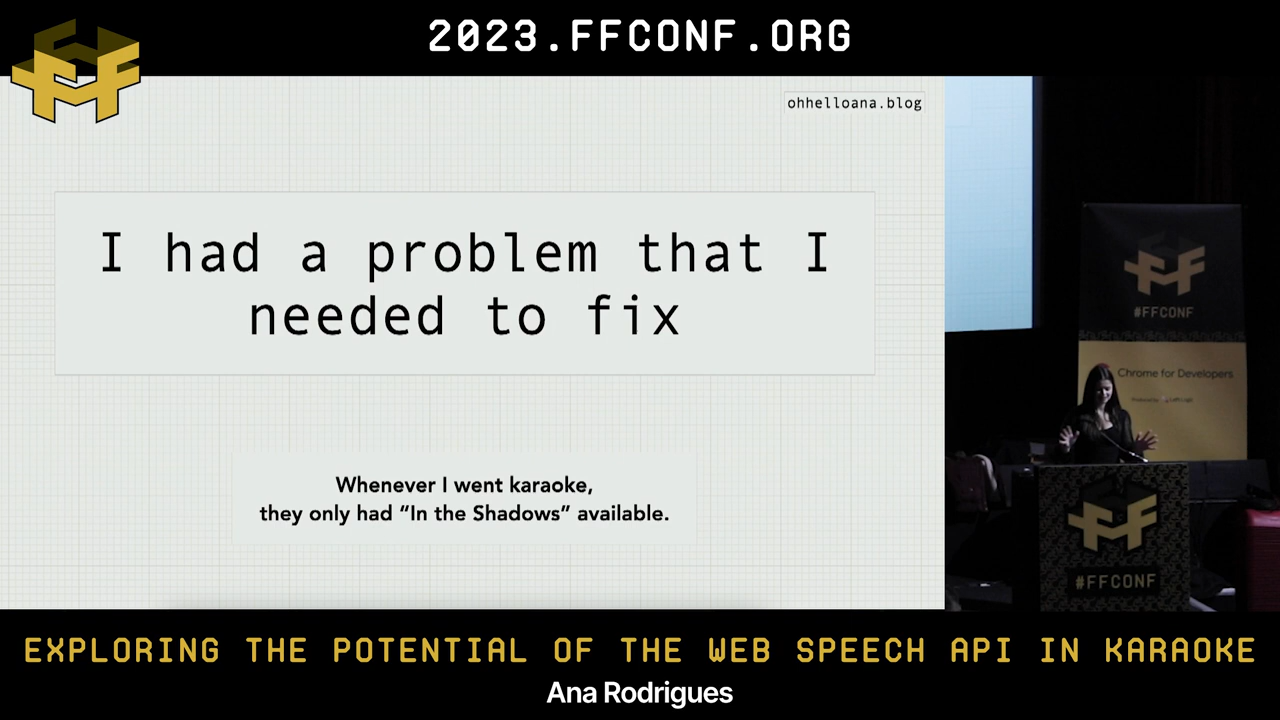 2023.FFCONF.ORG
ohhelloana.blog
I had a problem that I
needed to fix
Whenever I went karaoke,
they only had “In the Shadows” available.
#FFCONF
Chrome for Developers
#FFCONF
EXPLORING THE POTENTIAL OF THE WEB SPEECH API IN KARAOKE
Ana Rodrigues